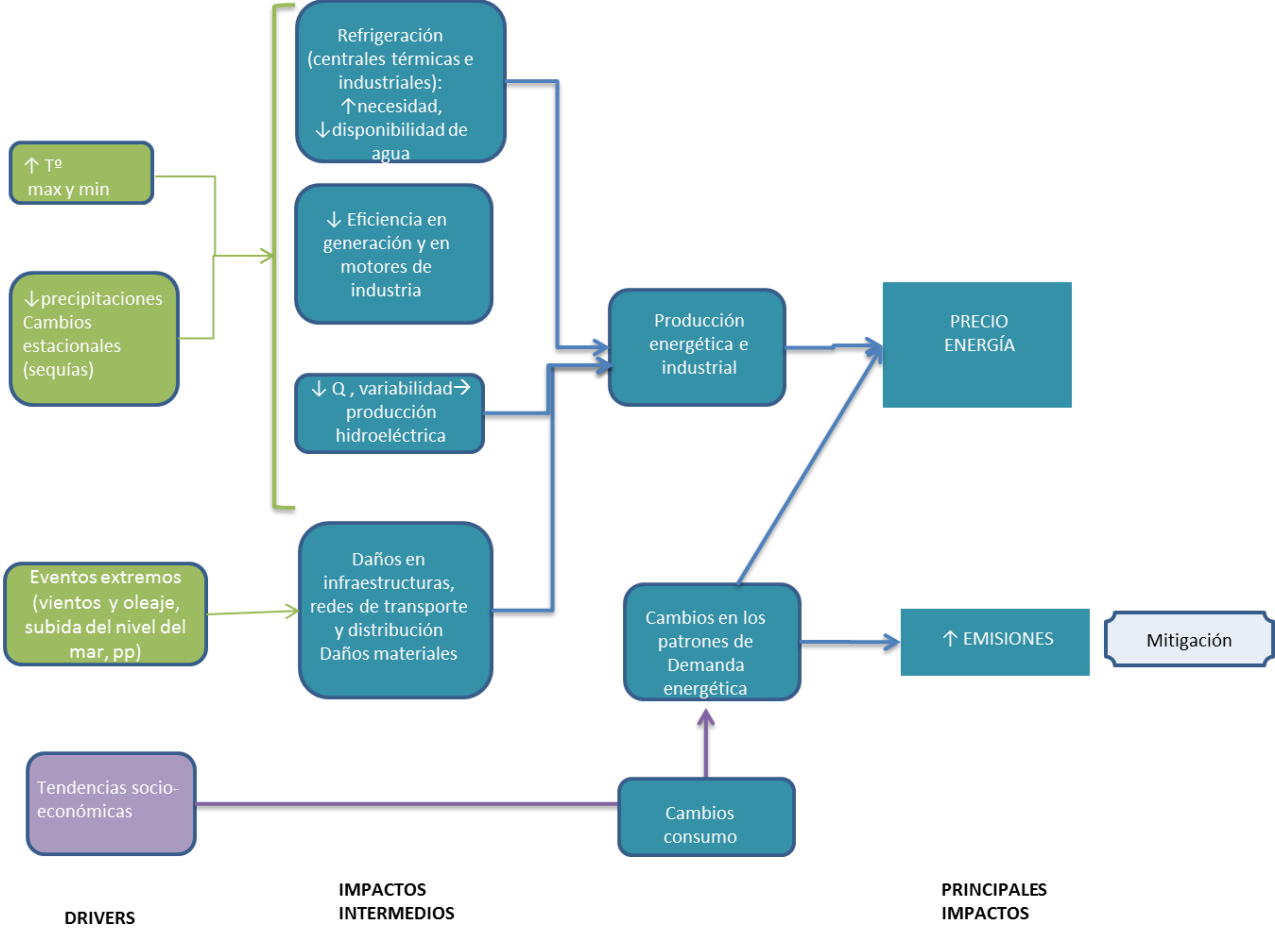 Refrigeración
(centrales térmicas e
industriales):
↑necesidad,
↓disponibilidad de
agua
↑ Tº
max y min
↓ Eficiencia en
generación y en
motores de
industria
↓precipitaciones
Cambios
estacionales
(sequías)
Producción
energética e
industrial
PRECIO
ENERGÍA
↓ Q , variabilidad→
producción
hidroeléctrica
Daños en
infraestructuras,
redes de transporte
y distribución
Daños materiales
Eventos extremos
(vientos y oleaje,
subida del nivel del
mar, pp)
Cambios en los
patrones de
Demanda
energética
↑ EMISIONES
Mitigación
Tendencias socio-
económicas
Cambios
consumo
DRIVERS
IMPACTOS
INTERMEDIOS
PRINCIPALES
IMPACTOS